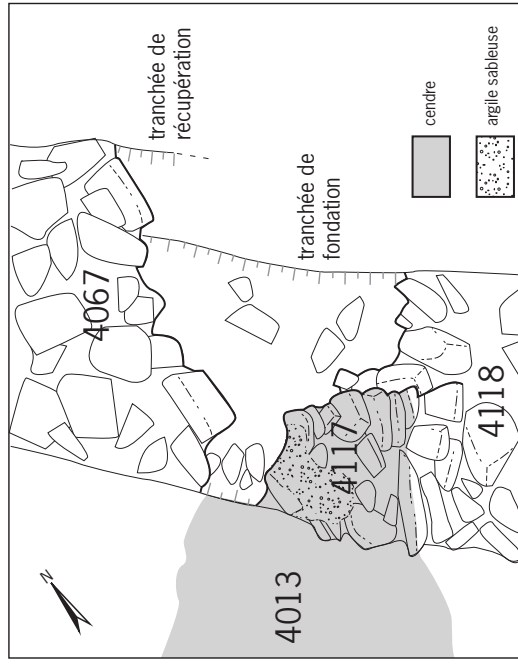 tranchée de
récupération
4067
tranchée de
fondation
4117
4118
4013
N
cendre
argile sableuse